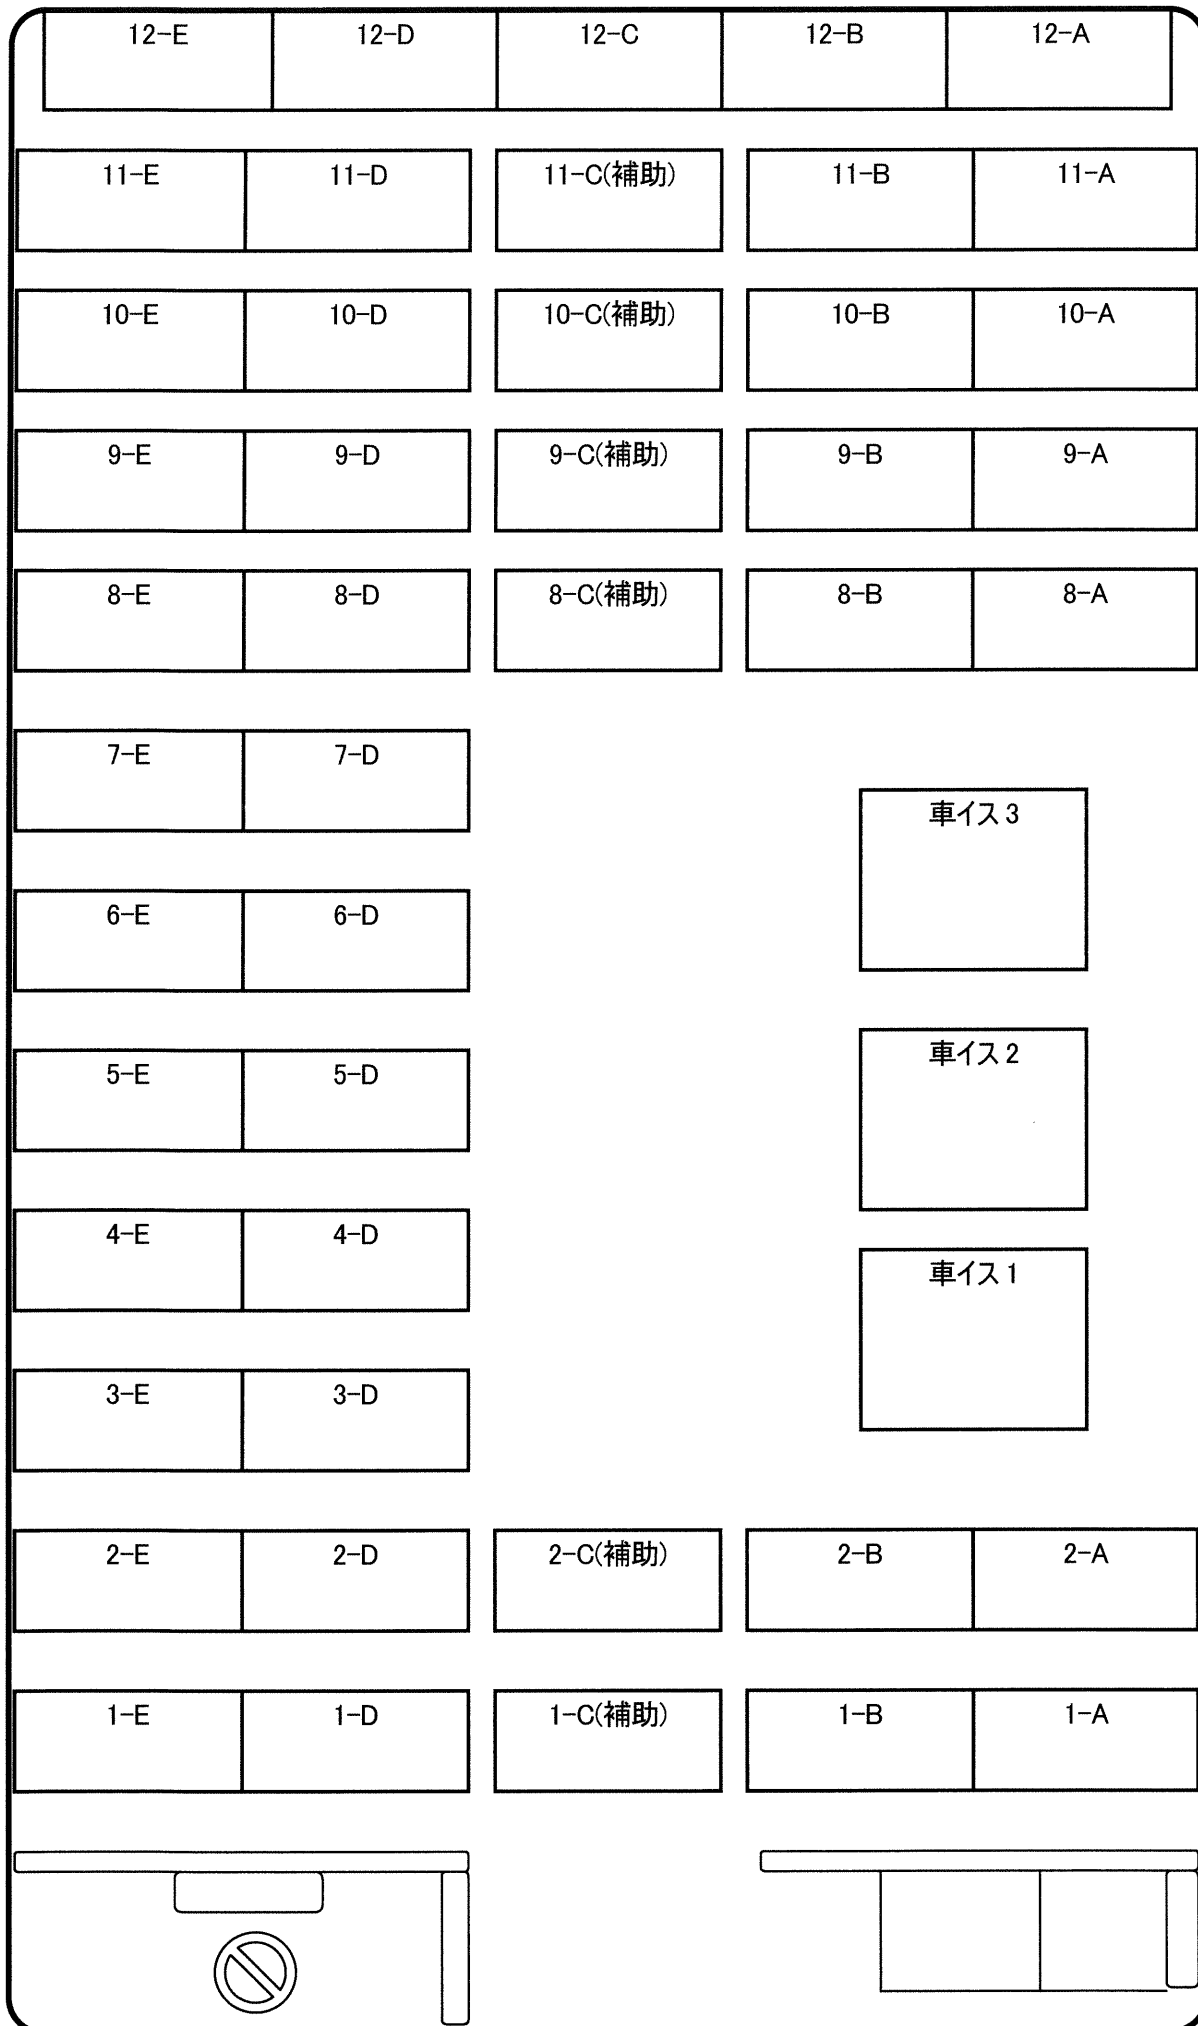 12-E 12-D 12-C 12-B 12-A
11-E 11-D 11-C(補助) 11-B 11-A
10-E 10-D 10-C(補助) 10-B 10-A
9-E 9-D 9-C(補助) 9-B 9-A
8-E 8-D 8-C(補助) 8-B 8-A
7-E 7-D
車イス 3
6-E 6-D
車イス 2
5-E 5-D
4-E 4-D
車イス 1
3-E 3-D
2-E 2-D 2-C(補助) 2-B 2-A
1-E 1-D 1-C(補助) 1-B 1-A